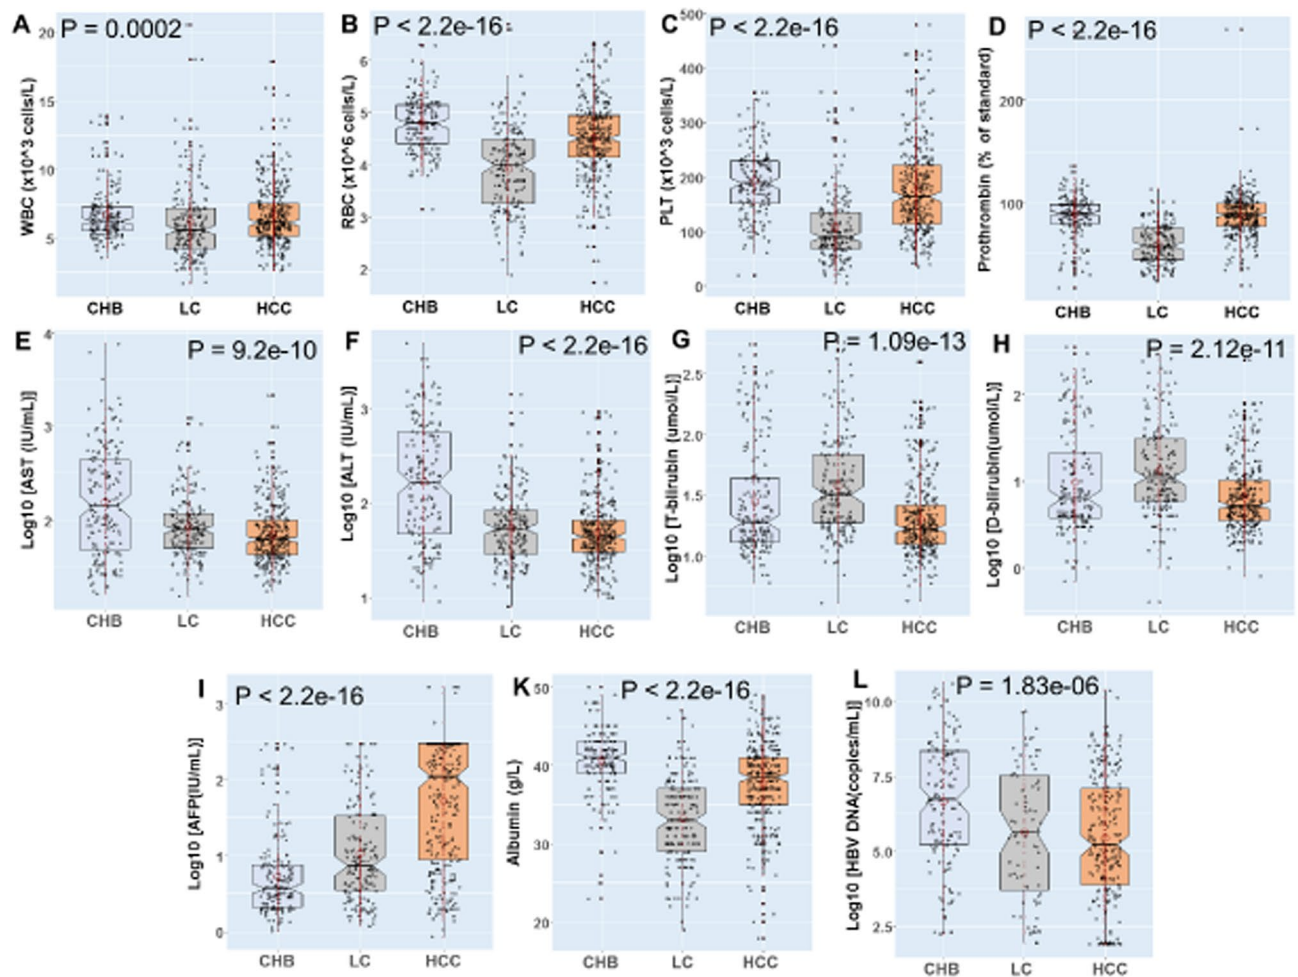 A
P = 0.0002
WBC (x10^3 cells/L)
20
15
10
5
CHB LC HCC
B
P < 2.2e-16
RBC (x10^6 cells/L)
6
5
4
3
2
CHB LC HCC
C
P < 2.2e-16
PLT (x10^3 cells/L)
500
400
300
200
100
0
CHB LC HCC
D
P < 2.2e-16
Prothrombin (% of standard)
200
100
CHB LC HCC
E
P = 9.2e-10
Log10 [AST (IU/mL)]
4
3
2
CHB LC HCC
F
P < 2.2e-16
Log10 [ALT (IU/mL)]
3
2
1
CHB LC HCC
G
P = 1.09e-13
Log10 [T-blirubin (umol/L)]
2.5
2.0
1.5
1.0
CHB LC HCC
H
P = 2.12e-11
Log10 [D-blirubin(umol/L)]
2
1
0
CHB LC HCC
I
P < 2.2e-16
Log10 [AFP(IU/mL)]
3
2
1
0
CHB LC HCC
K
P < 2.2e-16
Albumin (g/L)
50
40
30
20
CHB LC HCC
L
P = 1.83e-06
Log10 [HBV DNA(copies/mL)]
10.0
7.5
5.0
2.5
CHB LC HCC